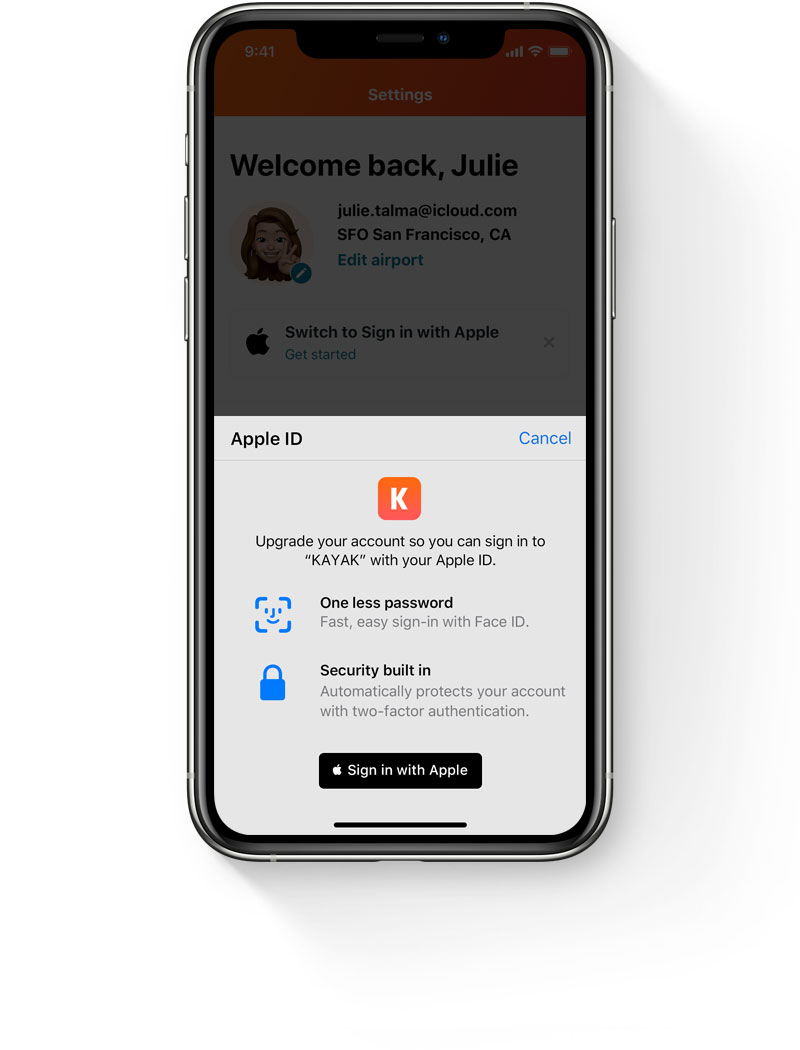 9:41
Settings
Welcome back, Julie
julie.talma@icloud.com
SFO San Francisco, CA
Edit airport
Switch to Sign in with Apple
Get started
Apple ID
Cancel
K
Upgrade your account so you can sign in to
“KAYAK” with your Apple ID.
One less password
Fast, easy sign-in with Face ID.
Security built in
Automatically protects your account
with two-factor authentication.
Sign in with Apple